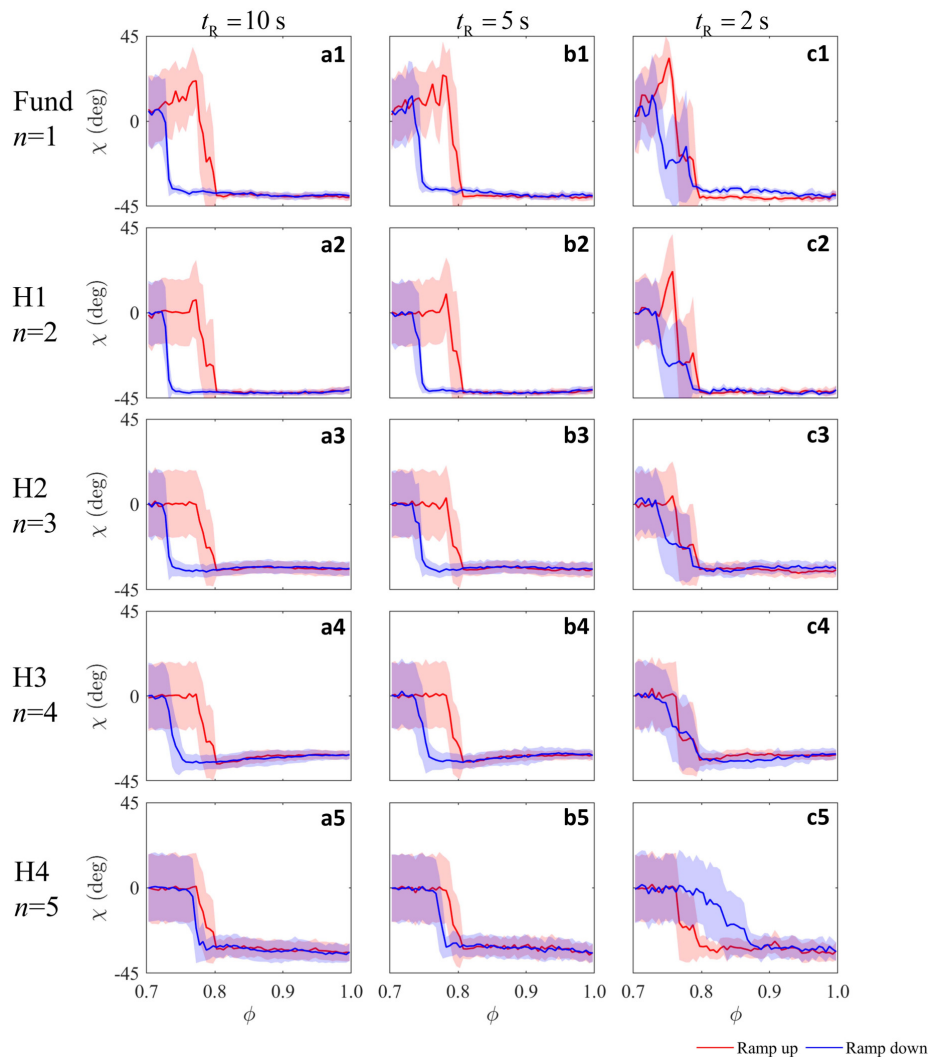 t_R = 10 s t_R = 5 s t_R = 2 s
Fund
n=1
χ (deg)
45
0
-45
a1
b1
c1
H1
n=2
χ (deg)
45
0
-45
a2
b2
c2
H2
n=3
χ (deg)
45
0
-45
a3
b3
c3
H3
n=4
χ (deg)
45
0
-45
a4
b4
c4
H4
n=5
χ (deg)
45
0
-45
a5
b5
c5
0.7 0.8 0.9 1.0 0.8 0.9 1.0 0.7 0.8 0.9 1.0
ϕ ϕ ϕ
Ramp up Ramp down